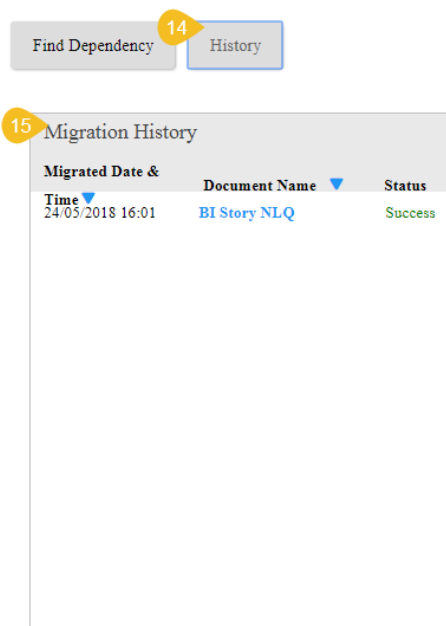 14
Find Dependency History
15
Migration History
Migrated Date & Time Document Name Status
24/05/2018 16:01 BI Story NLQ Success